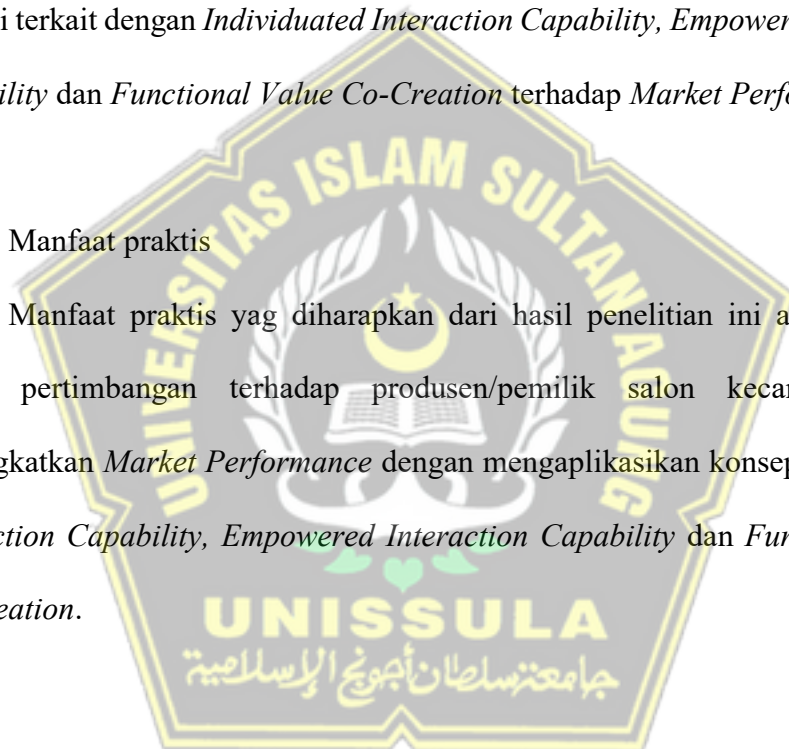 i terkait dengan Individuated Interaction Capability, Empower
ility dan Functional Value Co-Creation terhadap Market Perfo
UNIVERSITAS ISLAM SULTAN AGUNG
Manfaat praktis
Manfaat praktis yag diharapkan dari hasil penelitian ini a
pertimbangan terhadap produsen/pemilik salon kecan
gkatkan Market Performance dengan mengaplikasikan konsep
ction Capability, Empowered Interaction Capability dan Fun
eation.
UNISSULA
جامعتنسلطان أجونج الإسلامية